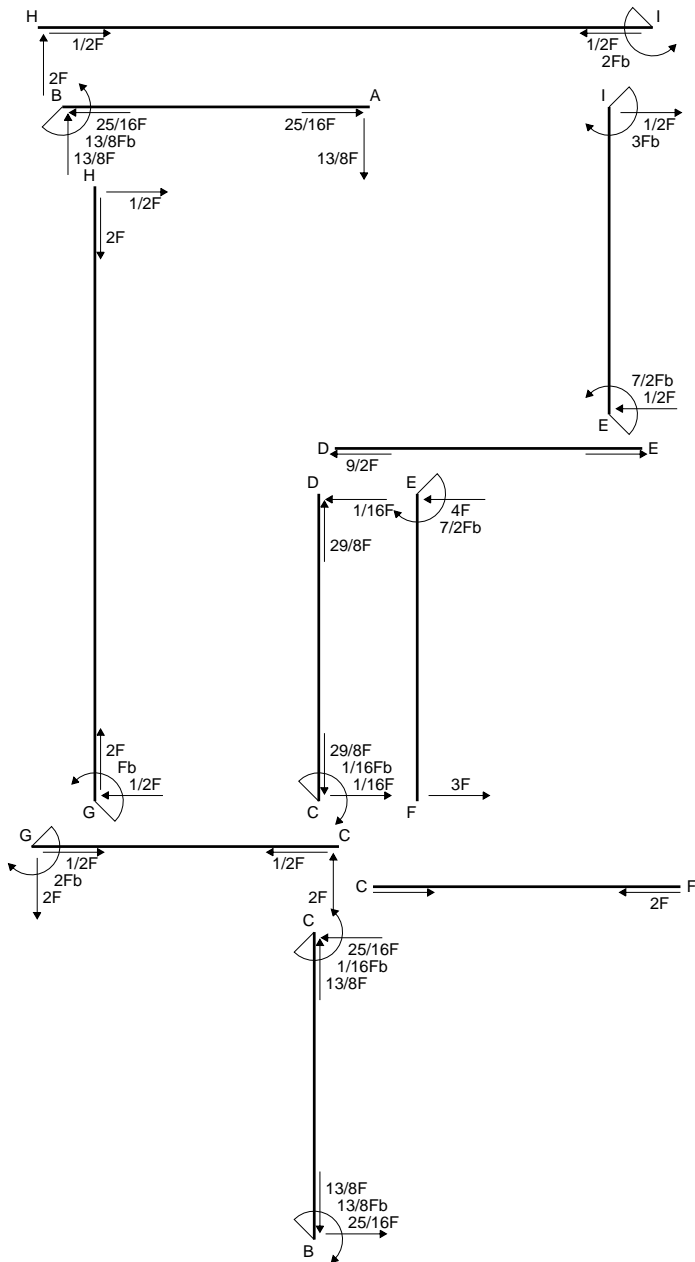 H
I
1/2F
1/2F
2Fb
2F
B
A
25/16F
25/16F
13/8Fb
13/8F
13/8F
I
1/2F
3Fb
H
1/2F
2F
7/2Fb
1/2F
E
D
E
9/2F
D
1/16F
29/8F
E
4F
7/2Fb
2F
Fb
1/2F
G
29/8F
1/16Fb
1/16F
C
3F
F
G
C
1/2F
1/2F
2Fb
2F
2F
C
F
2F
C
25/16F
1/16Fb
13/8F
13/8F
13/8Fb
25/16F
B